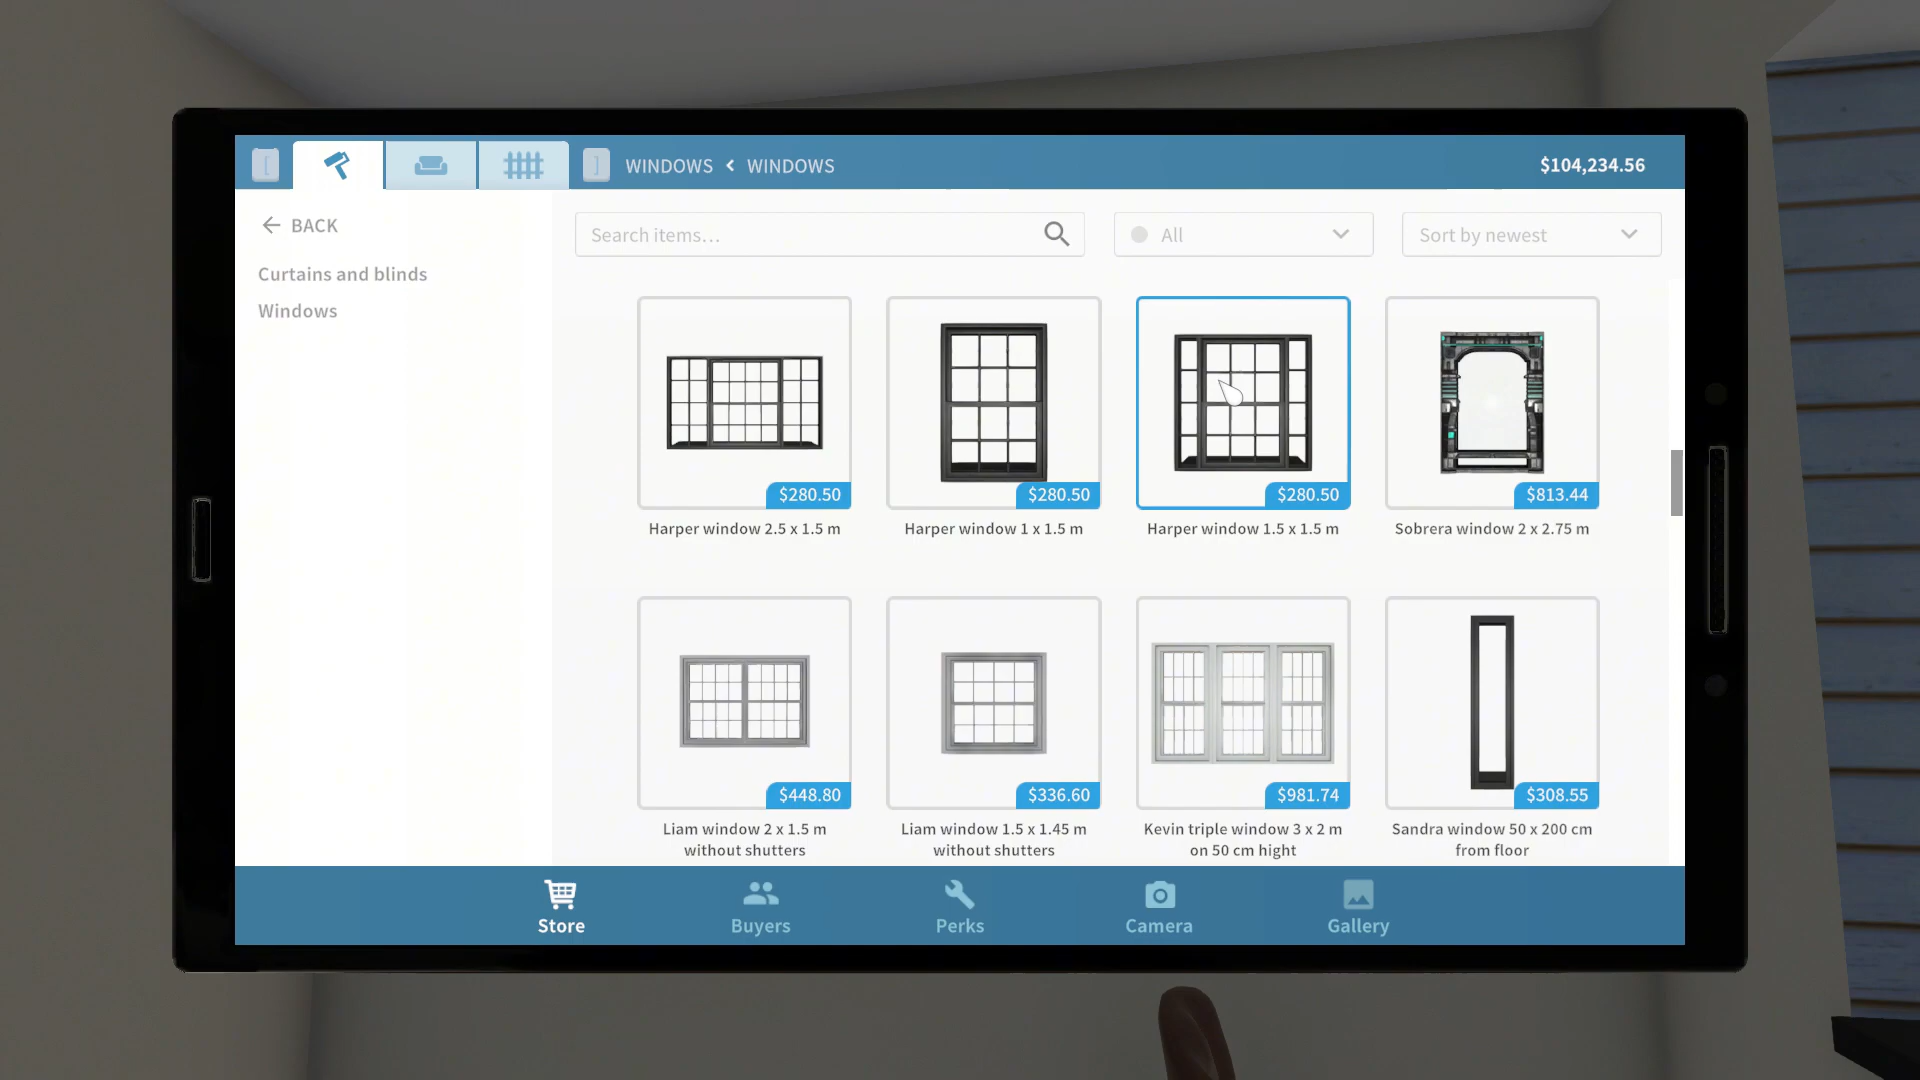 [
]
WINDOWS < WINDOWS
$104,234.56
BACK
Curtains and blinds
Windows
Search items...
All
Sort by newest
$280.50
$280.50
$280.50
$813.44
Harper window 2.5 x 1.5 m
Harper window 1 x 1.5 m
Harper window 1.5 x 1.5 m
Sobrera window 2 x 2.75 m
$448.80
$336.60
$981.74
$308.55
Liam window 2 x 1.5 m
without shutters
Liam window 1.5 x 1.45 m
without shutters
Kevin triple window 3 x 2 m
on 50 cm hight
Sandra window 50 x 200 cm
from floor
Store
Buyers
Perks
Camera
Gallery